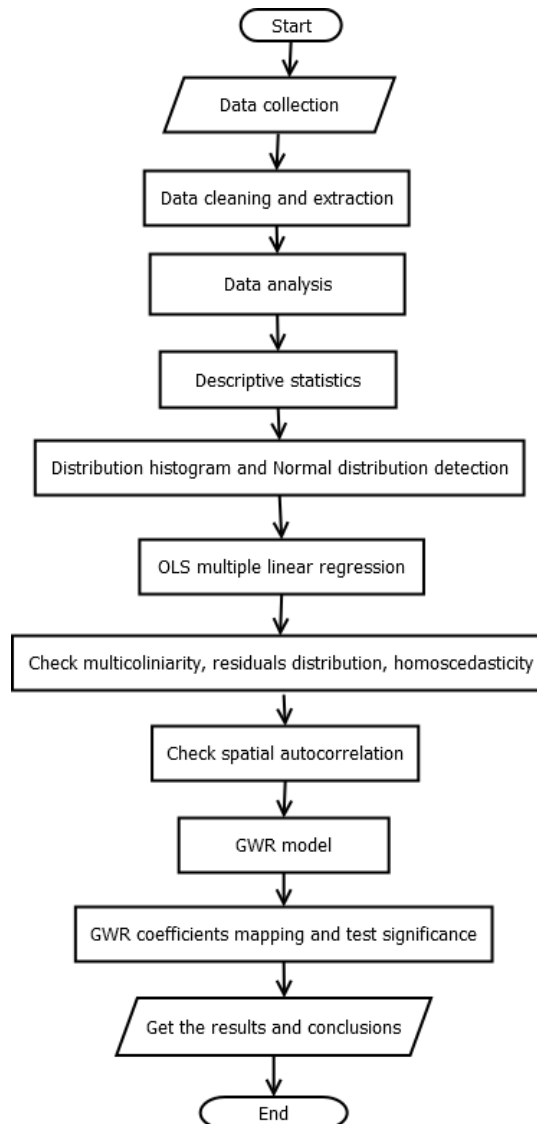 Start
Data collection
Data cleaning and extraction
Data analysis
Descriptive statistics
Distribution histogram and Normal distribution detection
OLS multiple linear regression
Check multicoliniarity, residuals distribution, homoscedasticity
Check spatial autocorrelation
GWR model
GWR coefficients mapping and test significance
Get the results and conclusions
End